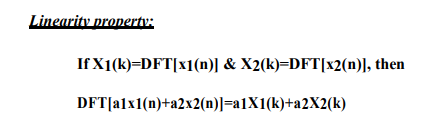 Linearity property:
If X1(k)=DFT[x1(n)] & X2(k)=DFT[x2(n)], then
DFT[a1x1(n)+a2x2(n)]=a1X1(k)+a2X2(k)